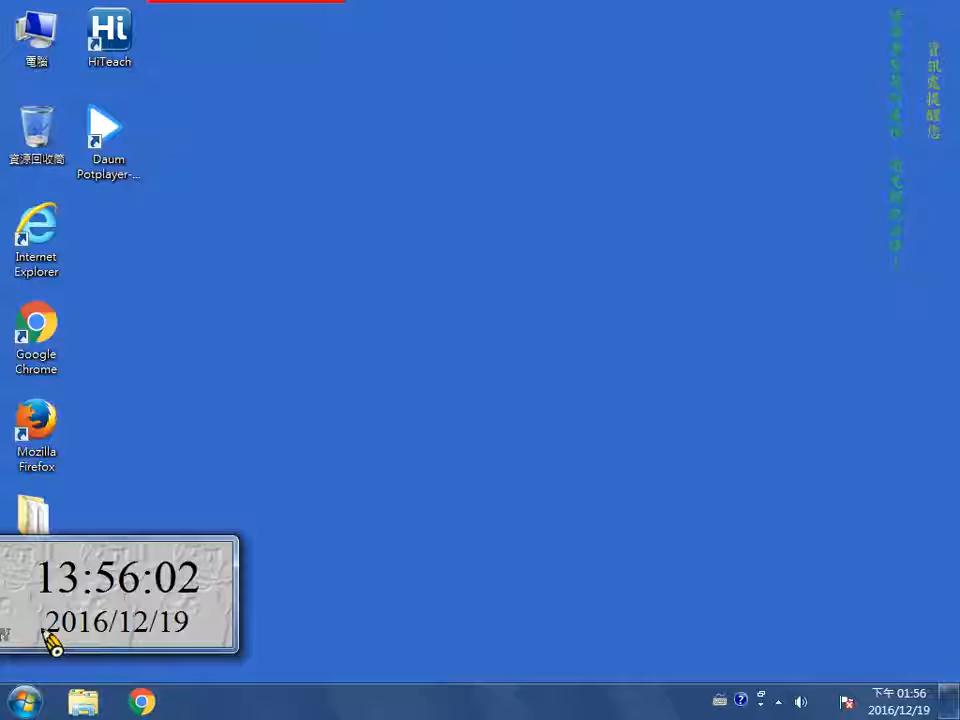 電腦
Hi
HiTeach
資源回收筒
Daum
Potplayer-...
Internet
Explorer
Google
Chrome
Mozilla
Firefox
13:56:02
2016/12/19
資訊處提醒您
下午 01:56
2016/12/19